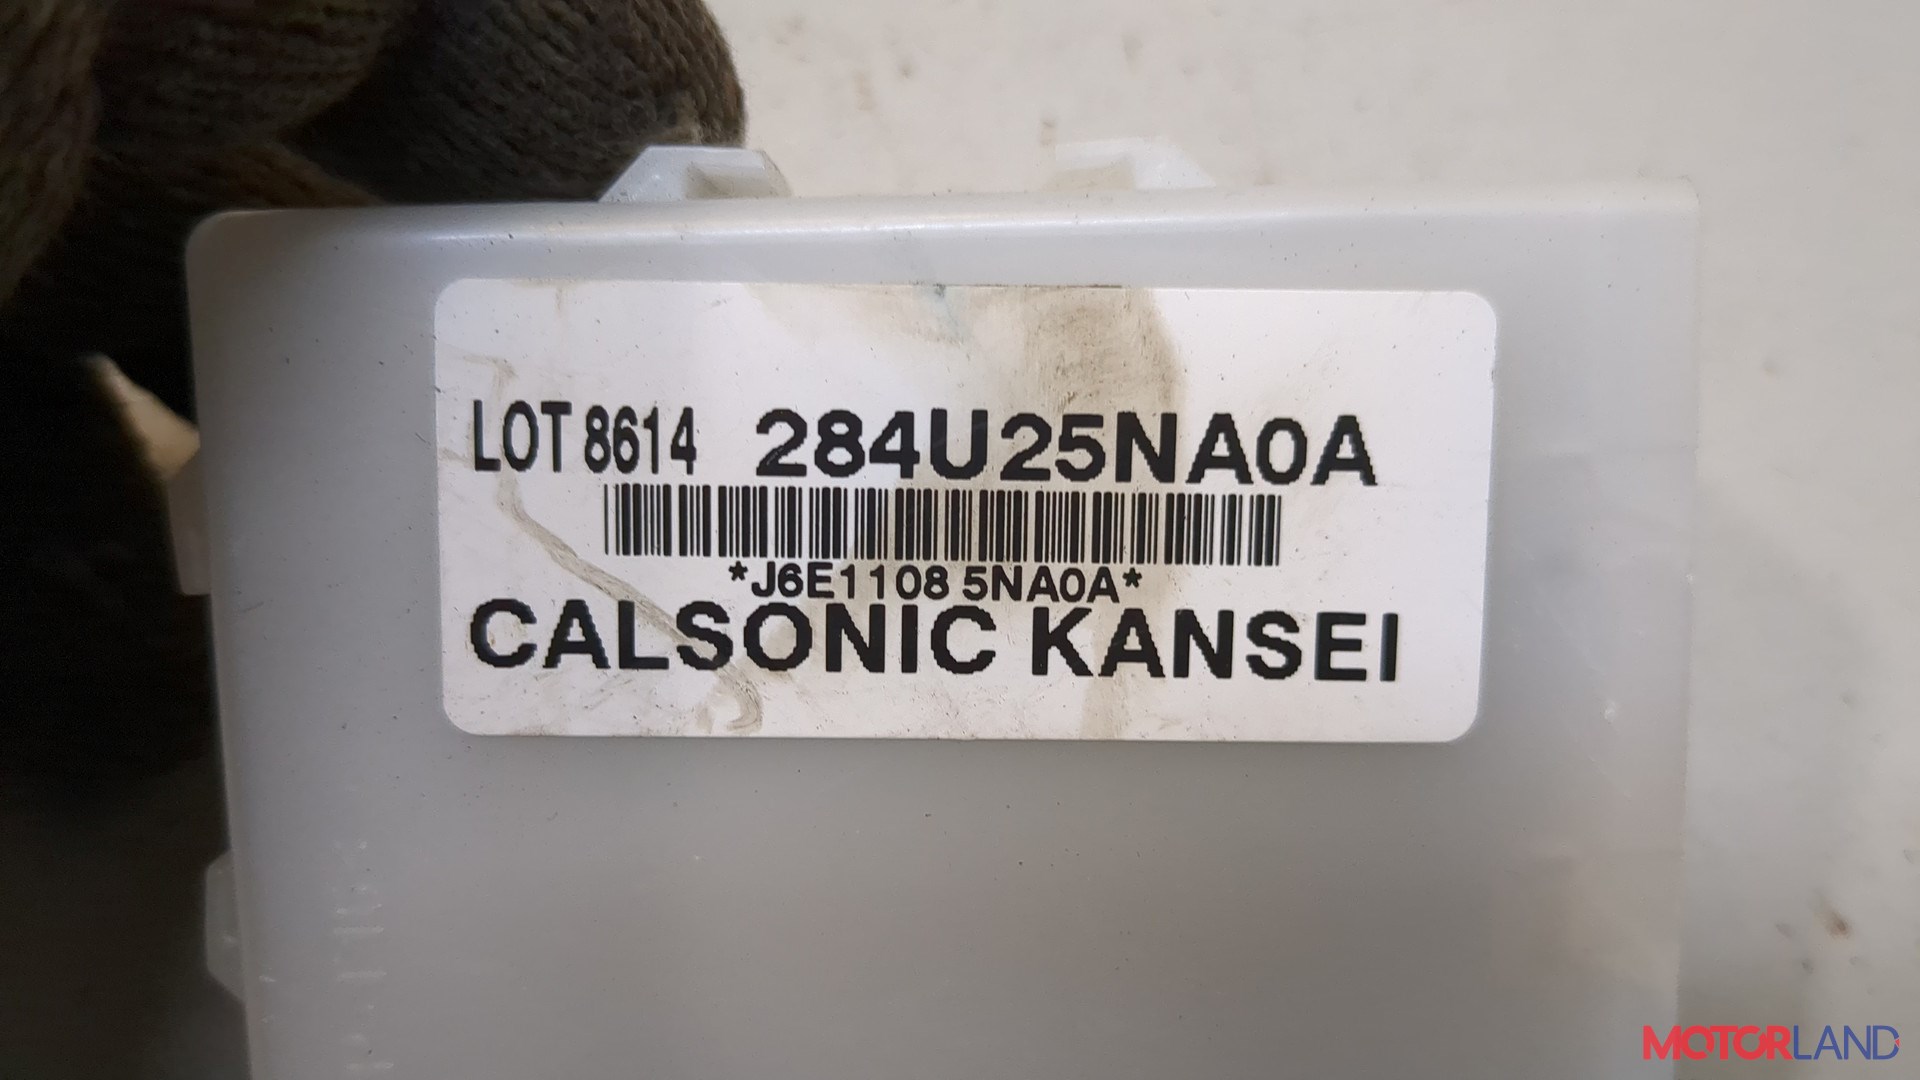 LOT 8614 284U25NA0A
*J6E1108 5NA0A*
CALSONIC KANSEI
MOTORLAND